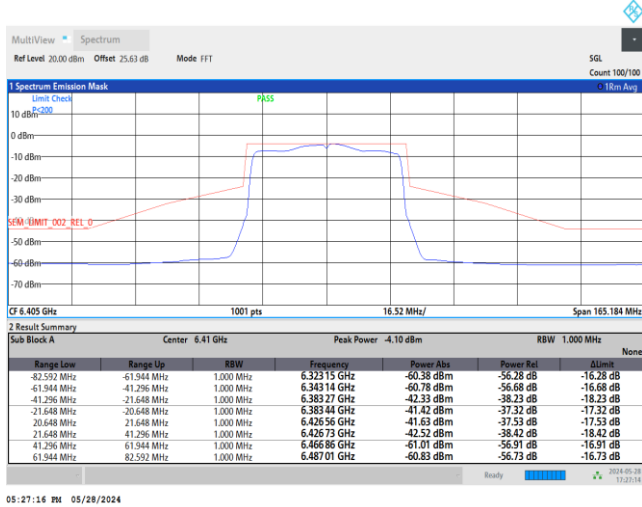 MultiView Spectrum
Ref Level 20.00 dBm Offset 25.63 dB Mode FFT SGL
Count 100/100
1 Spectrum Emission Mask 1Rm Avg
Limit Check PASS
P<200
10 dBm
0 dBm
-10 dBm
-20 dBm
-30 dBm
SEM_LIMIT_002_REL_0
-50 dBm
-60 dBm
-70 dBm
CF 6.405 GHz 1001 pts 16.52 MHz/ Span 165.184 MHz
2 Result Summary
Sub Block A Center 6.41 GHz Peak Power -4.10 dBm RBW 1.000 MHz
None
Range Low Range Up RBW Frequency Power Abs Power Rel ΔLimit
-82.592 MHz -61.944 MHz 1.000 MHz 6.32315 GHz -60.38 dBm -56.28 dB -16.28 dB
-61.944 MHz -41.296 MHz 1.000 MHz 6.34314 GHz -60.78 dBm -56.68 dB -16.68 dB
-41.296 MHz -21.648 MHz 1.000 MHz 6.38327 GHz -42.33 dBm -38.23 dB -18.23 dB
-21.648 MHz -20.648 MHz 1.000 MHz 6.38344 GHz -41.42 dBm -37.32 dB -17.32 dB
20.648 MHz 21.648 MHz 1.000 MHz 6.42656 GHz -41.63 dBm -37.53 dB -17.53 dB
21.648 MHz 41.296 MHz 1.000 MHz 6.42673 GHz -42.52 dBm -38.42 dB -18.42 dB
41.296 MHz 61.944 MHz 1.000 MHz 6.46686 GHz -61.01 dBm -56.91 dB -16.91 dB
61.944 MHz 82.592 MHz 1.000 MHz 6.48701 GHz -60.83 dBm -56.73 dB -16.73 dB
Ready 2024-05-28
17:27:14
05:27:16 PM 05/28/2024